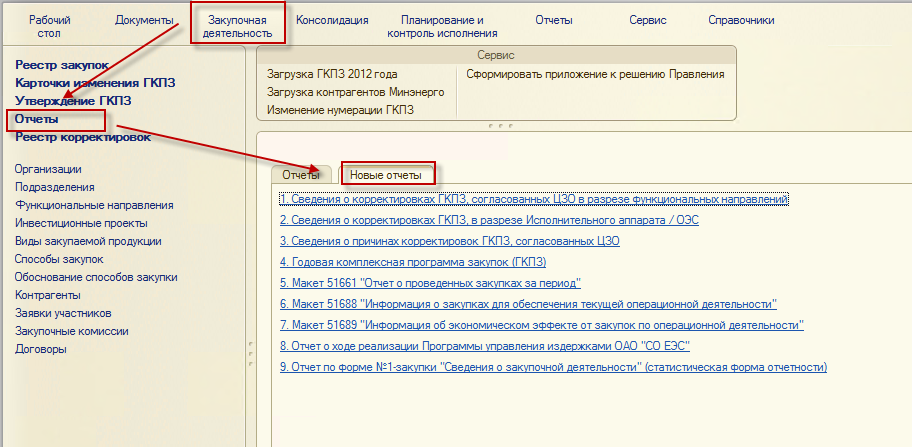 Рабочий стол
Документы
Закупочная деятельность
Консолидация
Планирование и контроль исполнения
Отчеты
Сервис
Справочники
Реестр закупок
Карточки изменения ГКПЗ
Утверждение ГКПЗ
Отчеты
Реестр корректировок
Организации
Подразделения
Функциональные направления
Инвестиционные проекты
Виды закупаемой продукции
Способы закупок
Обоснование способов закупки
Контрагенты
Заявки участников
Закупочные комиссии
Договоры
Сервис
Загрузка ГКПЗ 2012 года
Сформировать приложение к решению Правления
Загрузка контрагентов Минэнерго
Изменение нумерации ГКПЗ
Отчеты
Новые отчеты
1. Сведения о корректировках ГКПЗ, согласованных ЦЗО в разрезе функциональных направлений
2. Сведения о корректировках ГКПЗ, в разрезе Исполнительного аппарата / ОЭС
3. Сведения о причинах корректировок ГКПЗ, согласованных ЦЗО
4. Годовая комплексная программа закупок (ГКПЗ)
5. Макет 51661 "Отчет о проведенных закупках за период"
6. Макет 51688 "Информация о закупках для обеспечения текущей операционной деятельности"
7. Макет 51689 "Информация об экономическом эффекте от закупок по операционной деятельности"
8. Отчет о ходе реализации Программы управления издержками ОАО "СО ЕЭС"
9. Отчет по форме №1-закупки "Сведения о закупочной деятельности" (статистическая форма отчетности)